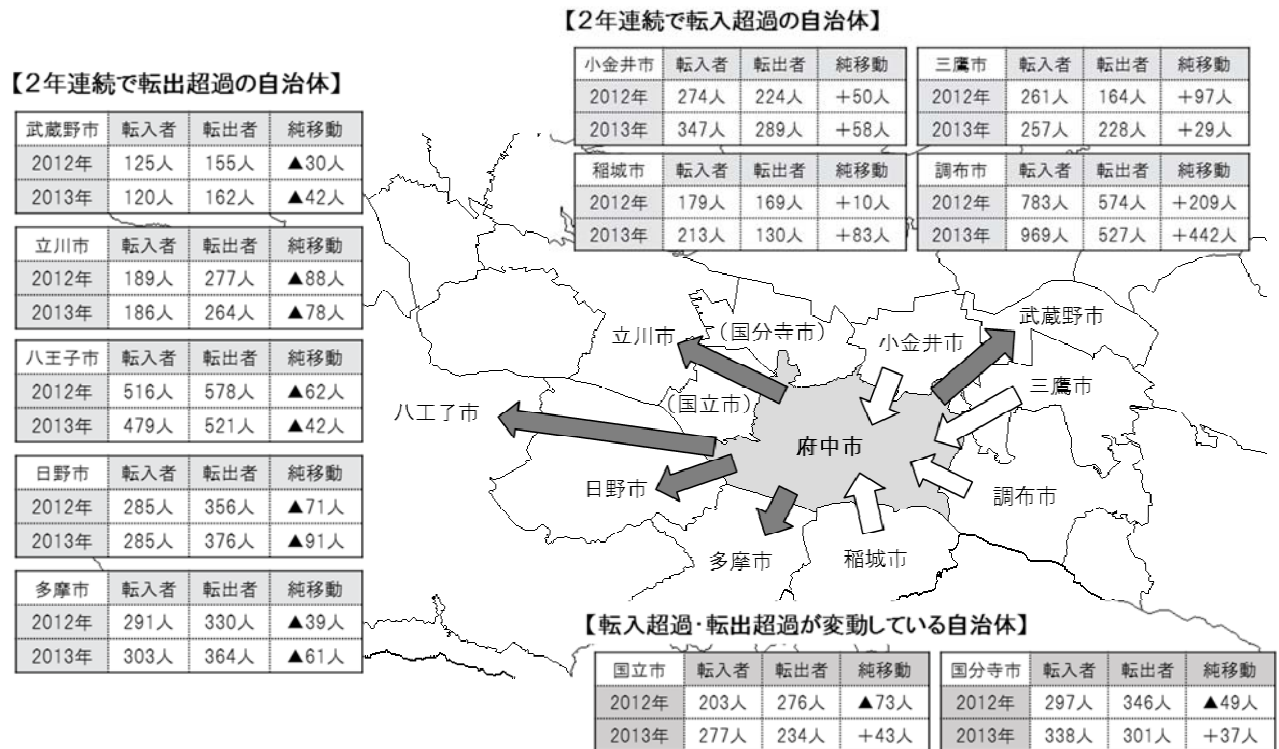 【2年連続で転出超過の自治体】
武蔵野市 転入者 転出者 純移動
2012年 125人 155人 ▲30人
2013年 120人 162人 ▲42人
立川市 転入者 転出者 純移動
2012年 189人 277人 ▲88人
2013年 186人 264人 ▲78人
八王子市 転入者 転出者 純移動
2012年 516人 578人 ▲62人
2013年 479人 521人 ▲42人
日野市 転入者 転出者 純移動
2012年 285人 356人 ▲71人
2013年 285人 376人 ▲91人
多摩市 転入者 転出者 純移動
2012年 291人 330人 ▲39人
2013年 303人 364人 ▲61人
【2年連続で転入超過の自治体】
小金井市 転入者 転出者 純移動
2012年 274人 224人 +50人
2013年 347人 289人 +58人
三鷹市 転入者 転出者 純移動
2012年 261人 164人 +97人
2013年 257人 228人 +29人
稲城市 転入者 転出者 純移動
2012年 179人 169人 +10人
2013年 213人 130人 +83人
調布市 転入者 転出者 純移動
2012年 783人 574人 +209人
2013年 969人 527人 +442人
立川市
(国分寺市)
小金井市
武蔵野市
(国立市)
三鷹市
八工了市
府中市
日野市
調布市
多摩市
稲城市
【転入超過・転出超過が変動している自治体】
国立市 転入者 転出者 純移動
2012年 203人 276人 ▲73人
2013年 277人 234人 +43人
国分寺市 転入者 転出者 純移動
2012年 297人 346人 ▲49人
2013年 338人 301人 +37人